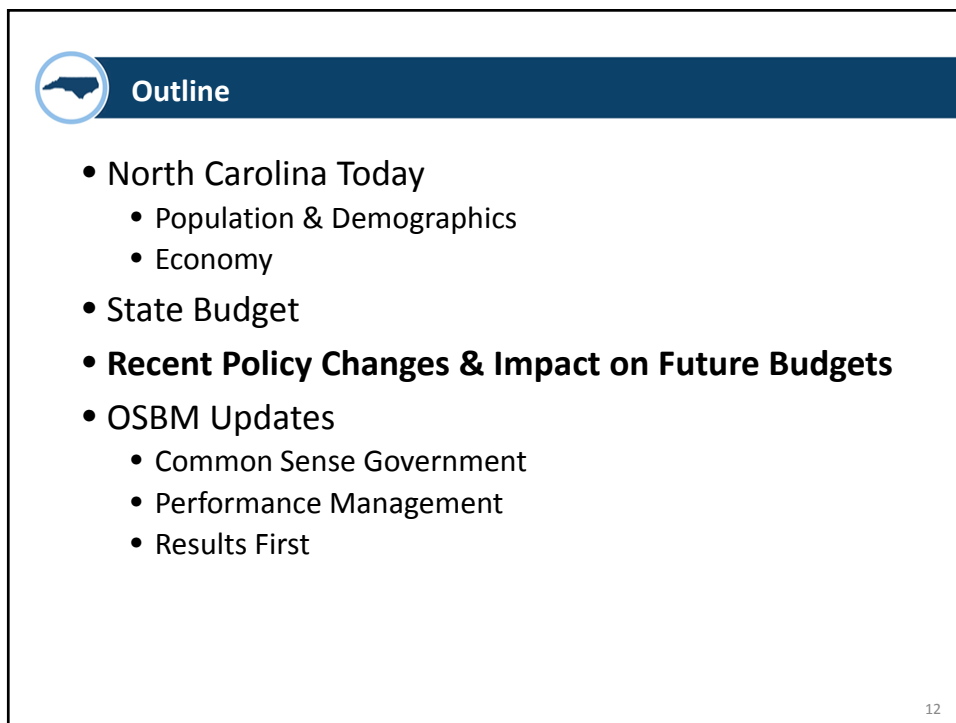 Outline
• North Carolina Today
• Population & Demographics
• Economy
• State Budget
• Recent Policy Changes & Impact on Future Budgets
• OSBM Updates
• Common Sense Government
• Performance Management
• Results First
12